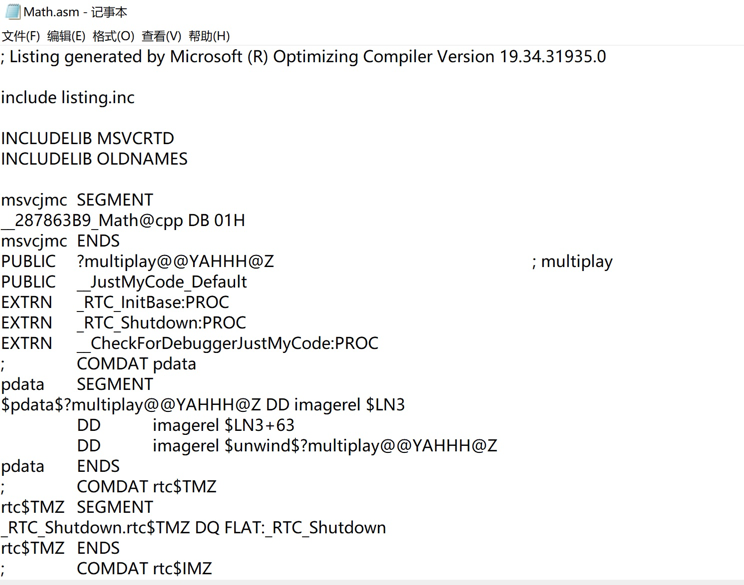 Math.asm - 记事本
文件(F) 编辑(E) 格式(O) 查看(V) 帮助(H)
; Listing generated by Microsoft (R) Optimizing Compiler Version 19.34.31935.0
include listing.inc
INCLUDELIB MSVCRTD
INCLUDELIB OLDNAMES
msvcjmc SEGMENT
__287863B9_Math@cpp DB 01H
msvcjmc ENDS
PUBLIC ?multiplay@@YAHHH@Z ; multiplay
PUBLIC __JustMyCode_Default
EXTRN _RTC_InitBase:PROC
EXTRN _RTC_Shutdown:PROC
EXTRN __CheckForDebuggerJustMyCode:PROC
; COMDAT pdata
pdata SEGMENT
$pdata$?multiplay@@YAHHH@Z DD imagerel $LN3
DD imagerel $LN3+63
DD imagerel $unwind$?multiplay@@YAHHH@Z
pdata ENDS
; COMDAT rtc$TMZ
rtc$TMZ SEGMENT
_RTC_Shutdown.rtc$TMZ DQ FLAT:_RTC_Shutdown
rtc$TMZ ENDS
; COMDAT rtc$IMZ